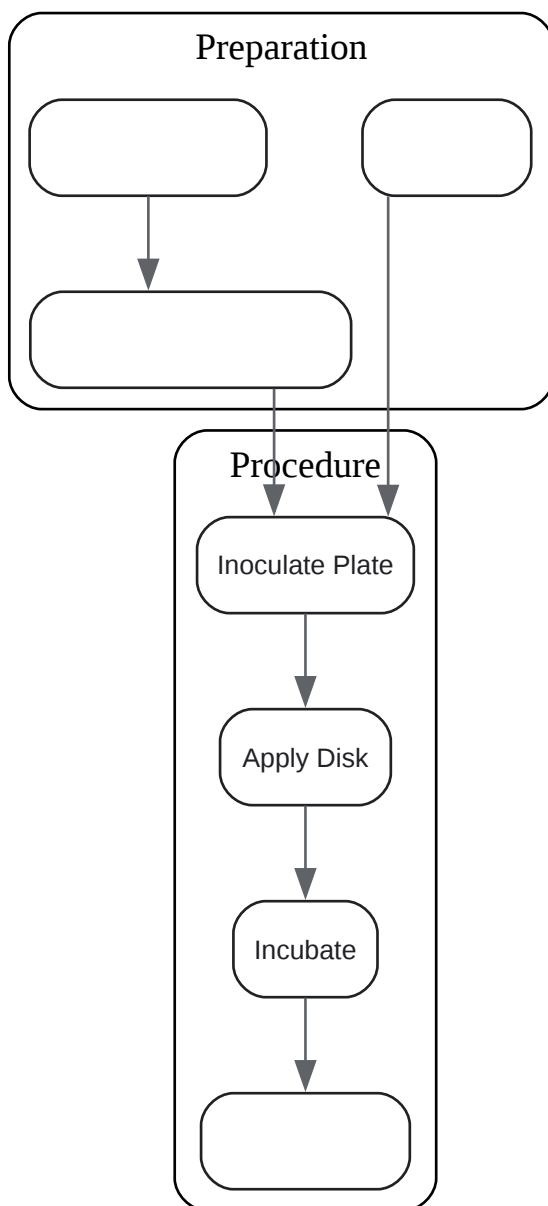 Preparation
Procedure
Inoculate Plate
Apply Disk
Incubate